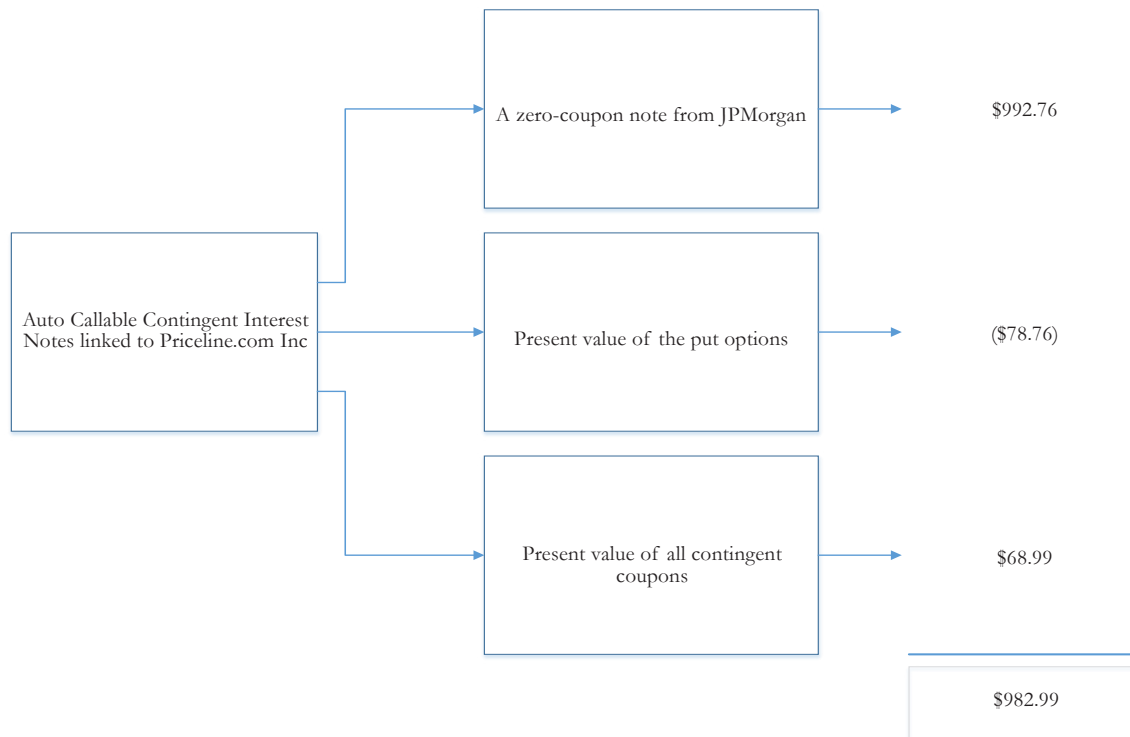 A zero-coupon note from JPMorgan
$992.76
Auto Callable Contingent Interest
Notes linked to Priceline.com Inc
Present value of the put options
($78.76)
Present value of all contingent
coupons
$68.99
$982.99